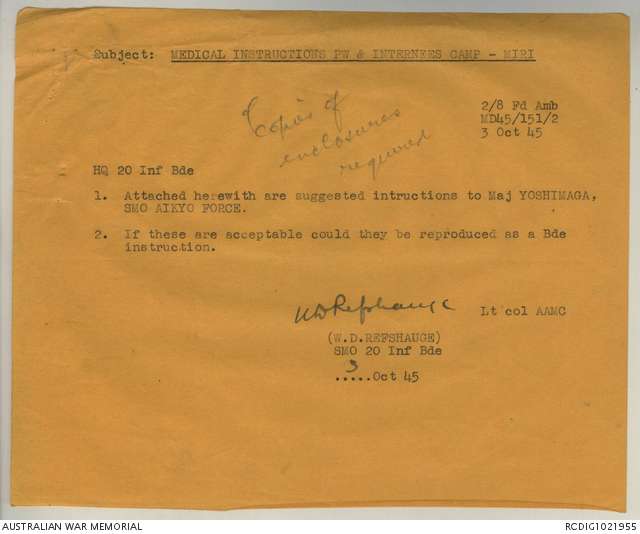 Subject: MEDICAL INSTRUCTIONS PW & INTERNEES CAMP - MIRI
Copies of
enclosures
required
2/8 Fd Amb
MD45/151/2
3 Oct 45
HQ 20 Inf Bde
1. Attached herewith are suggested intructions to Maj YOSHIMAGA,
SMO AIKYO FORCE.
2. If these are acceptable could they be reproduced as a Bde
instruction.
WDRefshauge Lt col AAMC
(W.D.REFSHAUGE)
SMO 20 Inf Bde
3
.....Oct 45
AUSTRALIAN WAR MEMORIAL
RCDIG1021955